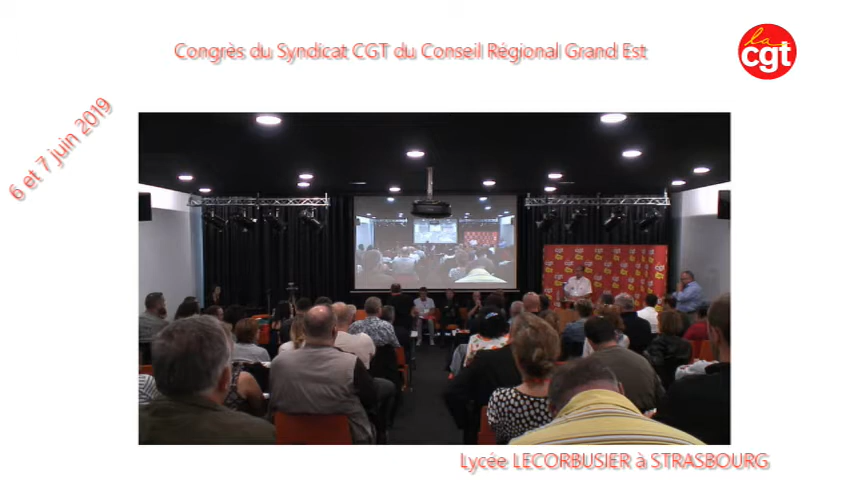 Congrès du Syndicat CGT du Conseil Régional Grand Est
la
cgt
6 et 7 juin 2019
Lycée LECORBUSIER à STRASBOURG